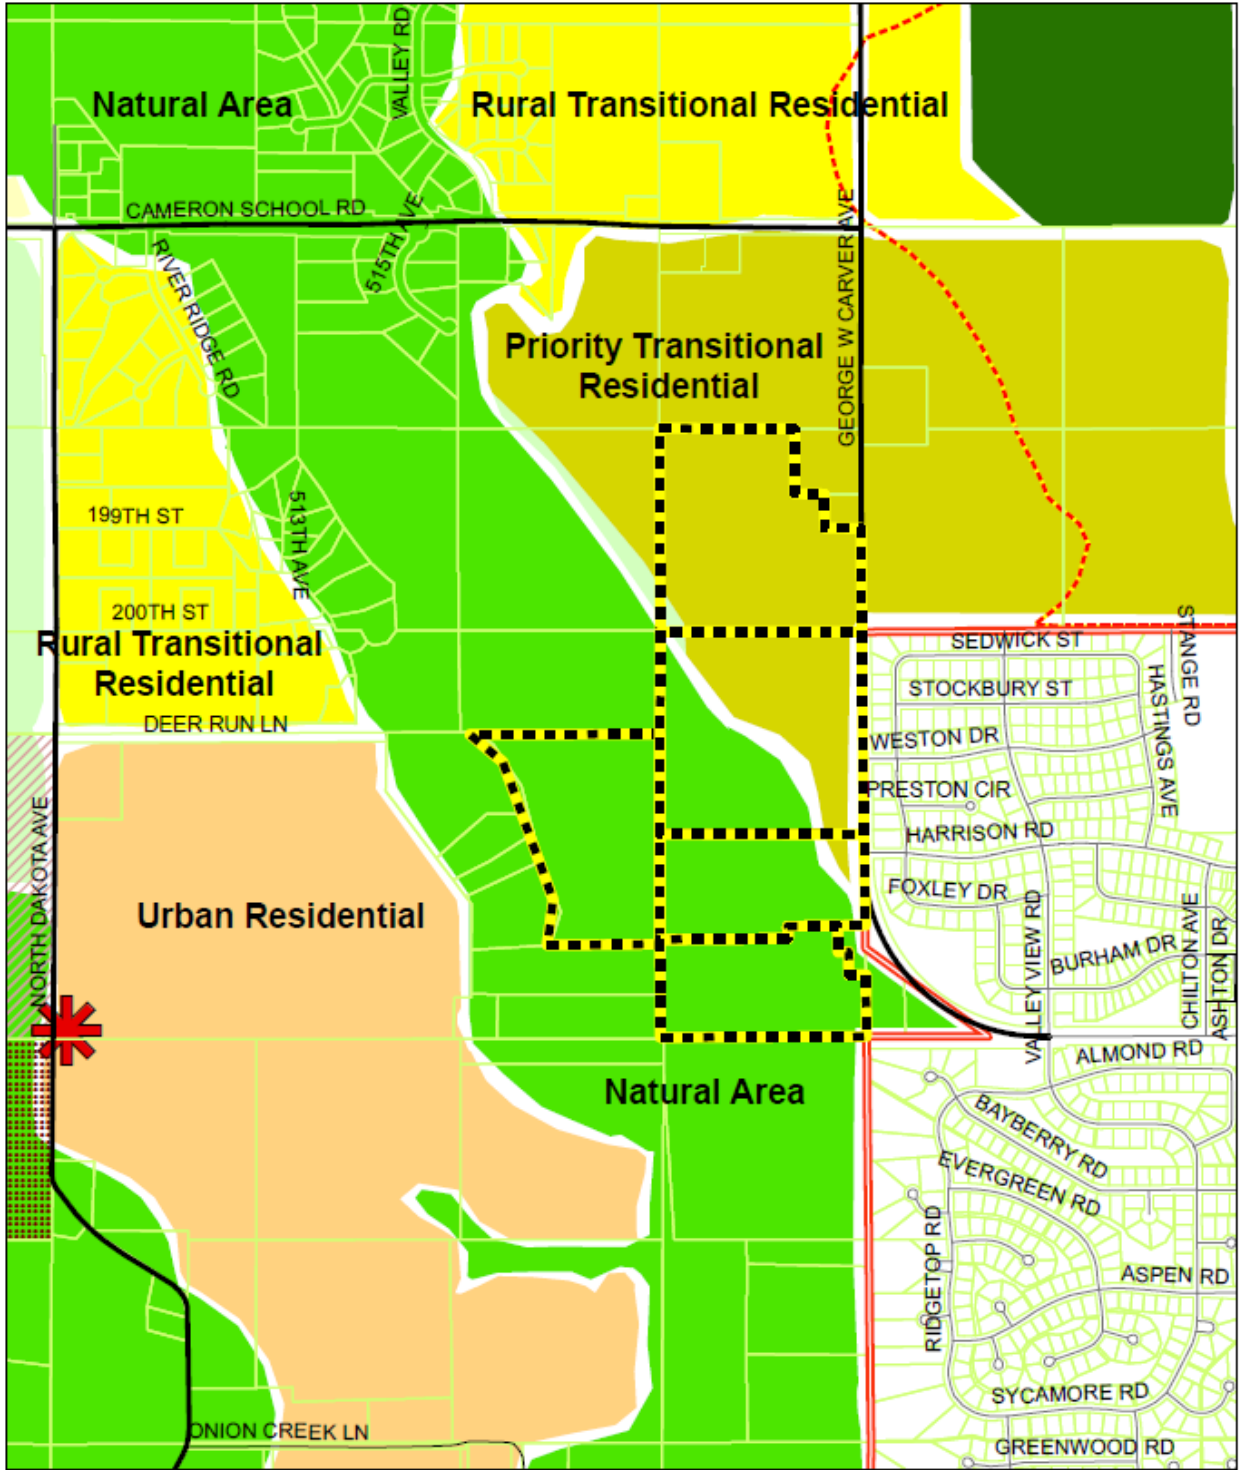 VALLEY RD
Natural Area
Rural Transitional Residential
CAMERON SCHOOL RD
515TH AVE
RIVER RIDGE RD
GEORGE W CARVER AVE
Priority Transitional
Residential
199TH ST
513TH AVE
200TH ST
Rural Transitional
Residential
DEER RUN LN
SEDWICK ST
STANGE RD
STOCKBURY ST
HASTINGS AVE
WESTON DR
PRESTON CIR
HARRISON RD
NORTH DAKOTA AVE
Urban Residential
FOXLEY DR
VALLEY VIEW RD
BURHAM DR
CHILTON AVE
ASHTON DR
ALMOND RD
Natural Area
BAYBERRY RD
EVERGREEN RD
RIDGETOP RD
ASPEN RD
SYCAMORE RD
ONION CREEK LN
GREENWOOD RD